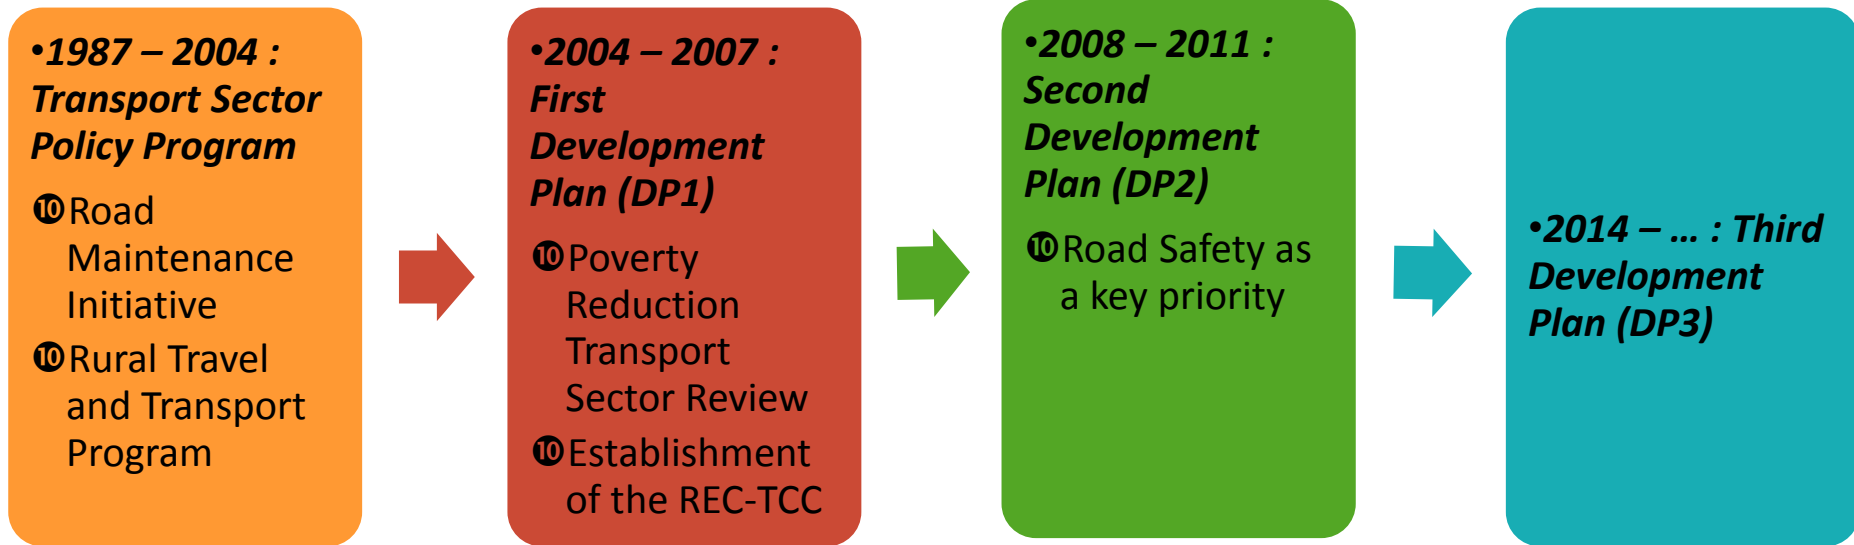 •1987 – 2004 :
Transport Sector
Policy Program
❿Road
Maintenance
Initiative
❿Rural Travel
and Transport
Program
•2004 – 2007 :
First
Development
Plan (DP1)
❿Poverty
Reduction
Transport
Sector Review
❿Establishment
of the REC-TCC
•2008 – 2011 :
Second
Development
Plan (DP2)
❿Road Safety as
a key priority
•2014 – ... : Third
Development
Plan (DP3)